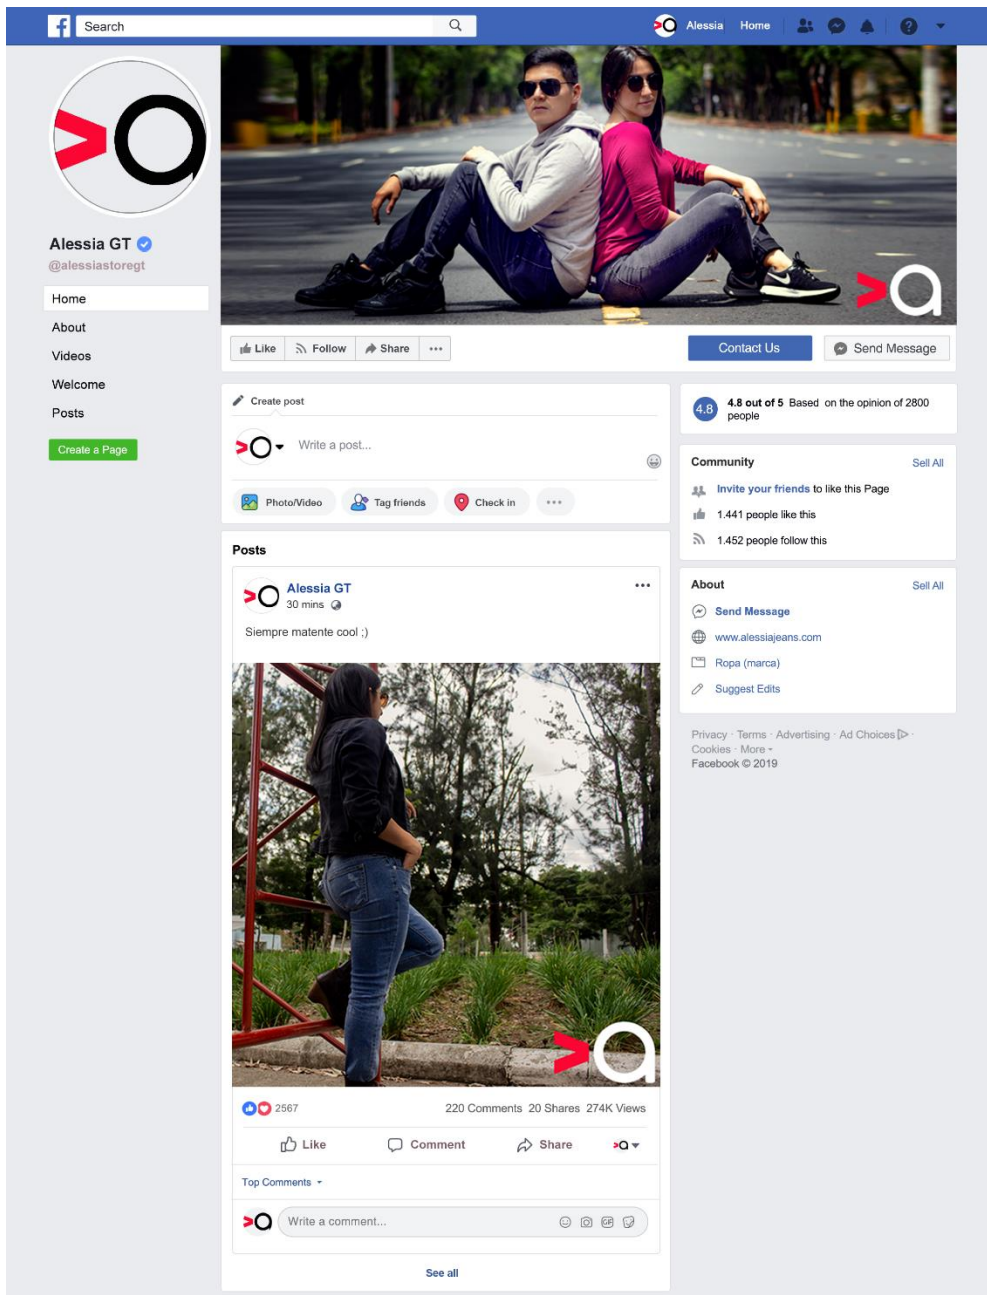 Search
Alessia Home
Alessia GT
@alessiastoregt
Home
About
Videos
Welcome
Posts
Create a Page
Like Follow Share
Contact Us Send Message
Create post
Write a post...
Photo/Video Tag friends Check in
Posts
Alessia GT
30 mins
Siempre matente cool ;)
2567 220 Comments 20 Shares 274K Views
Like Comment Share
Top Comments
Write a comment... GIF
See all
4.8 4.8 out of 5 Based on the opinion of 2800
people
Community Sell All
Invite your friends to like this Page
1.441 people like this
1.452 people follow this
About Sell All
Send Message
www.alessiajeans.com
Ropa (marca)
Suggest Edits
Privacy · Terms · Advertising · Ad Choices ·
Cookies · More
Facebook © 2019